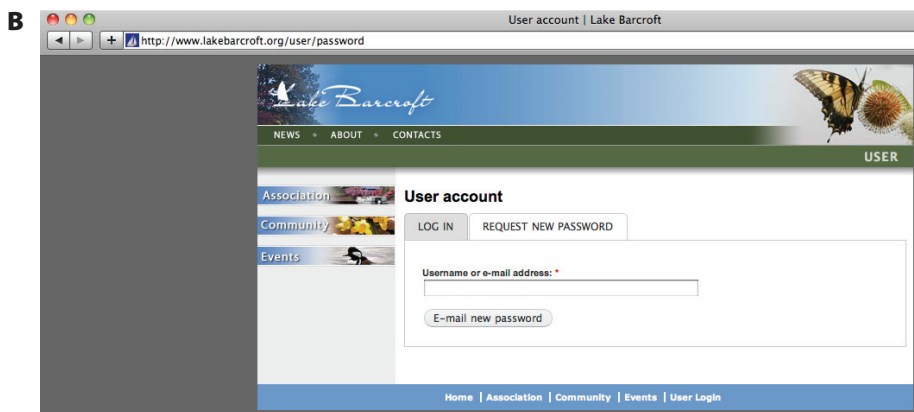 B
User account | Lake Barcroft
http://www.lakebarcroft.org/user/password
Lake Barcroft
NEWS • ABOUT • CONTACTS
USER
Association
User account
Community
LOG IN REQUEST NEW PASSWORD
Events
Username or e-mail address: *
E-mail new password
Home | Association | Community | Events | User Login